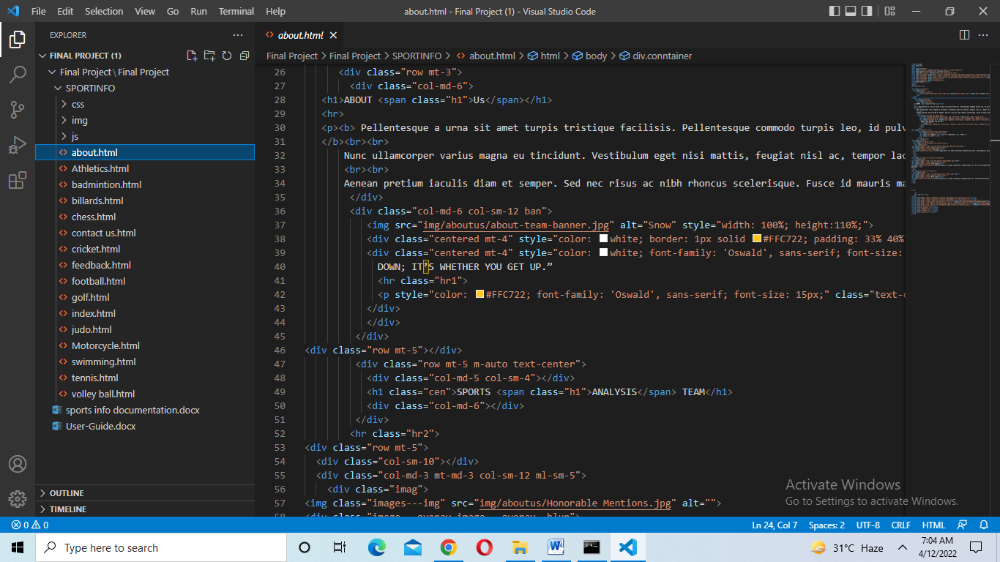 File Edit Selection View Go Run Terminal Help
about.html - Final Project (1) - Visual Studio Code
EXPLORER
FINAL PROJECT (1)
Final Project \ Final Project
SPORTINFO
css
img
js
about.html
Athletics.html
badmintion.html
billards.html
chess.html
contact us.html
cricket.html
feedback.html
football.html
golf.html
index.html
judo.html
Motorcycle.html
swimming.html
tennis.html
volley ball.html
sports info documentation.docx
User-Guide.docx
OUTLINE
TIMELINE
about.html
Final Project > Final Project > SPORTINFO > about.html > html > body > div.conntainer
26 <div class="row mt-3">
27 <div class="col-md-6">
28 <h1>ABOUT <span class="h1">Us</span></h1>
29 <hr>
30 <p><b> Pellentesque a urna sit amet turpis tristique facilisis. Pellentesque commodo turpis leo, id pulv
31 </b><br><br>
32 Nunc ullamcorper varius magna eu tincidunt. Vestibulum eget nisi mattis, feugiat nisl ac, tempor lac
33 <br><br>
34 Aenean pretium iaculis diam et semper. Sed nec risus ac nibh rhoncus scelerisque. Fusce id mauris ma
35 </div>
36 <div class="col-md-6 col-sm-12 ban">
37 <img src="img/aboutus/about-team-banner.jpg" alt="Snow" style="width: 100%; height:110%;">
38 <div class="centered mt-4" style="color: white; border: 1px solid #FFC722; padding: 33% 40%
39 <div class="centered mt-4" style="color: white; font-family: 'Oswald', sans-serif; font-size:
40 DOWN; IT’S WHETHER YOU GET UP.”
41 <hr class="hr1">
42 <p style="color: #FFC722; font-family: 'Oswald', sans-serif; font-size: 15px;" class="text-c
43 </div>
44 </div>
45 </div>
46 <div class="row mt-5"></div>
47 <div class="row mt-5 m-auto text-center">
48 <div class="col-md-5 col-sm-4"></div>
49 <h1 class="cen">SPORTS <span class="h1">ANALYSIS</span> TEAM</h1>
50 <div class="col-md-6"></div>
51 </div>
52 <hr class="hr2">
53 <div class="row mt-5">
54 <div class="col-sm-10"></div>
55 <div class="col-md-3 mt-md-3 col-sm-12 ml-sm-5">
56 <div class="imag">
57 <img class="images---img" src="img/aboutus/Honorable Mentions.jpg" alt="">
Activate Windows
Go to Settings to activate Windows.
0 0
Ln 24, Col 7 Spaces: 2 UTF-8 CRLF HTML
Type here to search
31°C Haze
7:04 AM
4/12/2022